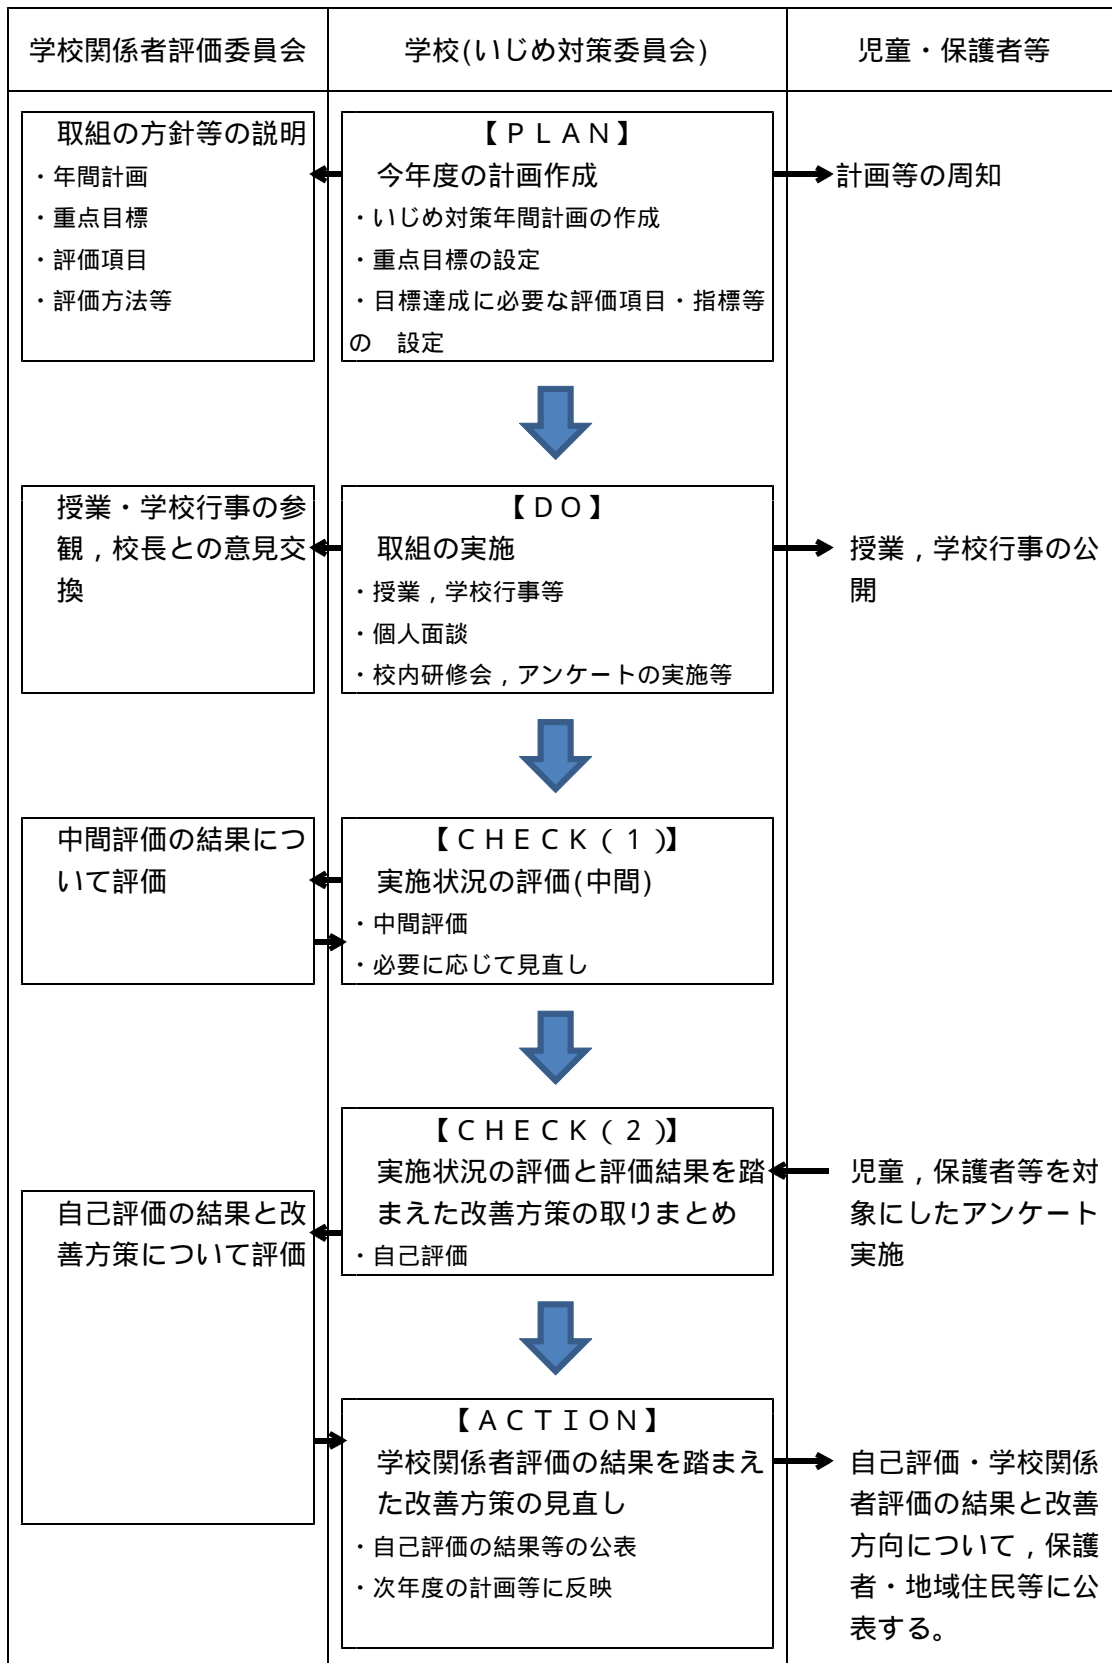 学校関係者評価委員会
学校(いじめ対策委員会)
児童・保護者等
取組の方針等の説明
・年間計画
・重点目標
・評価項目
・評価方法等
【ＰＬＡＮ】
今年度の計画作成
・いじめ対策年間計画の作成
・重点目標の設定
・目標達成に必要な評価項目・指標等
の　設定
計画等の周知
授業・学校行事の参
観，校長との意見交
換
【ＤＯ】
取組の実施
・授業，学校行事等
・個人面談
・校内研修会，アンケートの実施等
授業，学校行事の公
開
中間評価の結果につ
いて評価
【ＣＨＥＣＫ（１）】
実施状況の評価(中間)
・中間評価
・必要に応じて見直し
【ＣＨＥＣＫ（２）】
実施状況の評価と評価結果を踏
まえた改善方策の取りまとめ
・自己評価
児童，保護者等を対
象にしたアンケート
実施
自己評価の結果と改
善方策について評価
【ＡＣＴＩＯＮ】
学校関係者評価の結果を踏まえ
た改善方策の見直し
・自己評価の結果等の公表
・次年度の計画等に反映
自己評価・学校関係
者評価の結果と改善
方向について，保護
者・地域住民等に公
表する。